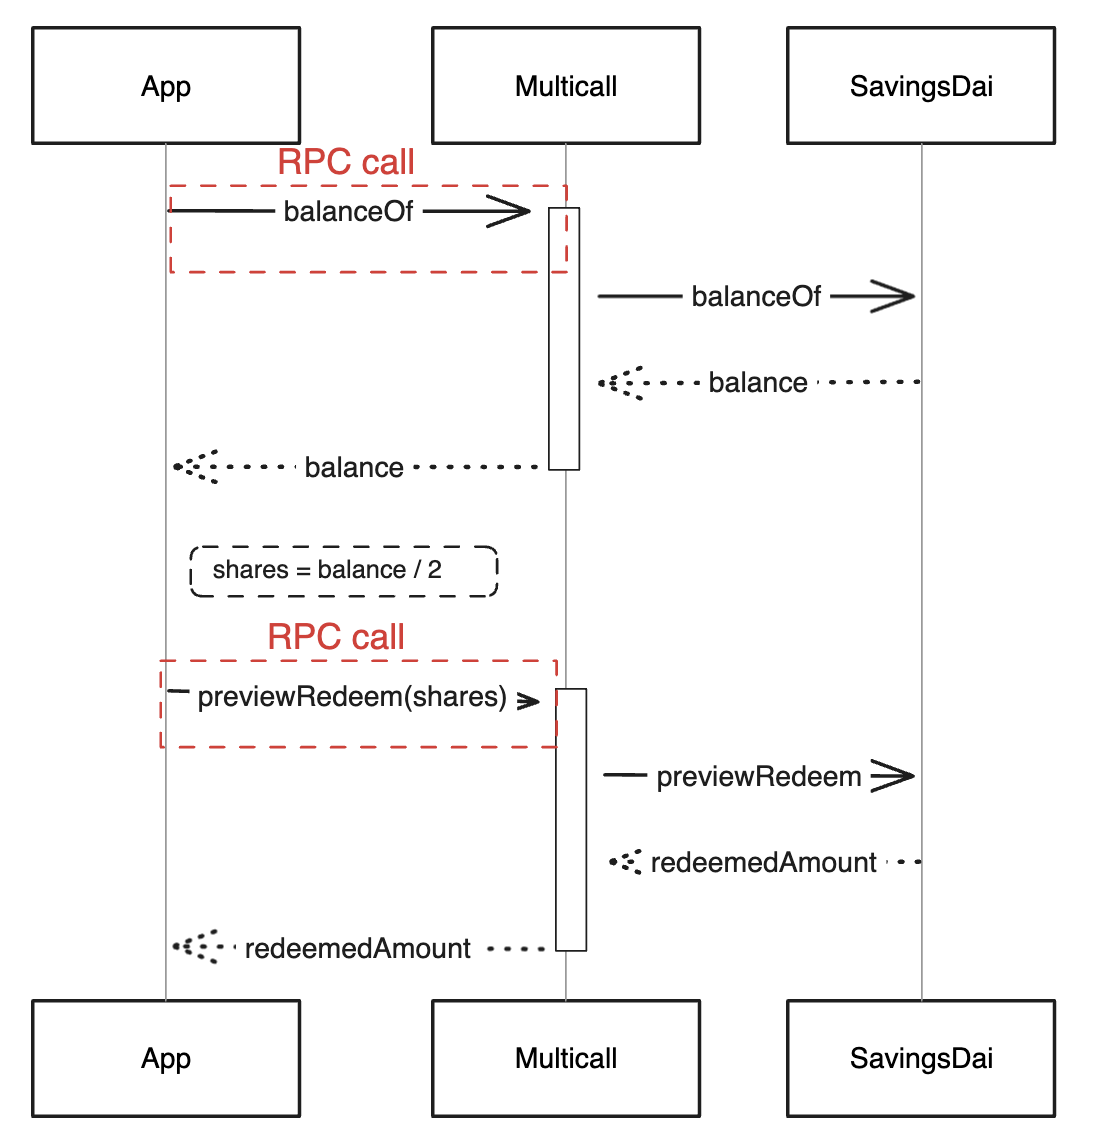 App
Multicall
SavingsDai
RPC call
balanceOf
balanceOf
balance
balance
shares = balance / 2
RPC call
previewRedeem(shares)
previewRedeem
redeemedAmount
redeemedAmount
App
Multicall
SavingsDai